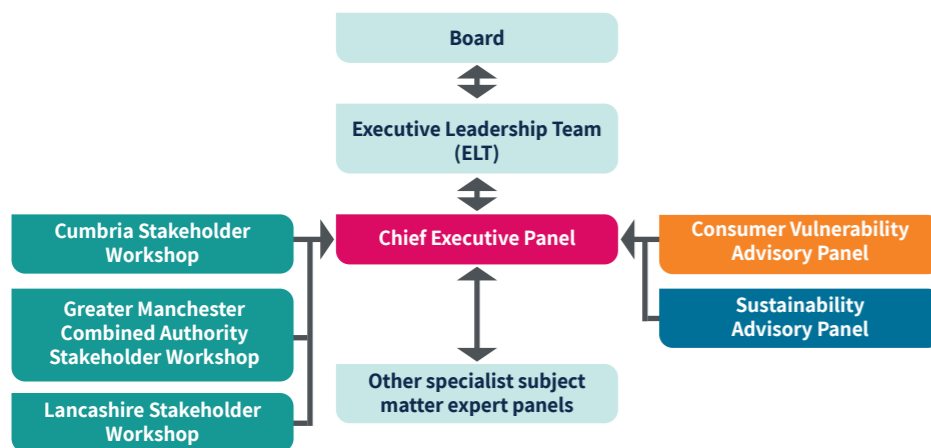 Board
Executive Leadership Team
(ELT)
Cumbria Stakeholder
Workshop
Chief Executive Panel
Consumer Vulnerability
Advisory Panel
Greater Manchester
Combined Authority
Stakeholder Workshop
Sustainability
Advisory Panel
Other specialist subject
matter expert panels
Lancashire Stakeholder
Workshop